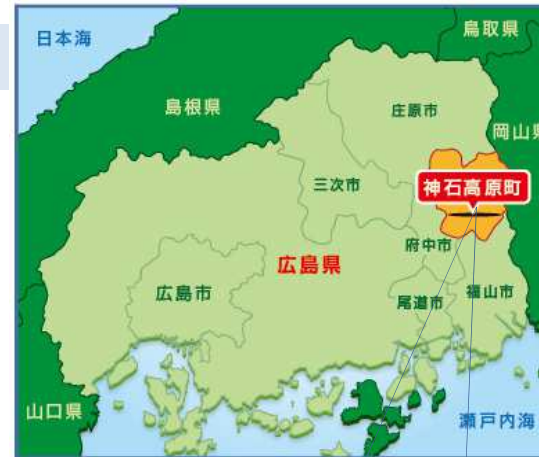 日本海
鳥取県
島根県
庄原市
岡山県
三次市
神石高原町
府中市
広島県
広島市
尾道市
福山市
山口県
瀬戸内海